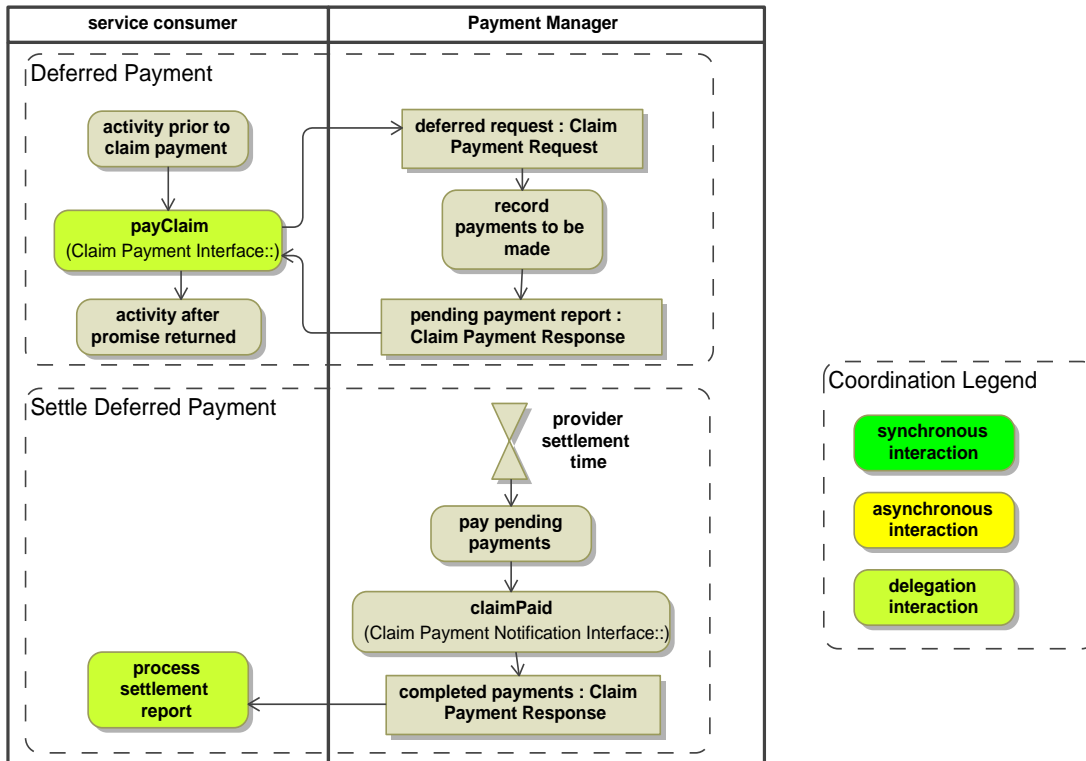 service consumer
Payment Manager
Deferred Payment
activity prior to
claim payment
deferred request : Claim
Payment Request
payClaim
(Claim Payment Interface::)
record
payments to be
made
activity after
promise returned
pending payment report :
Claim Payment Response
Settle Deferred Payment
provider
settlement
time
pay pending
payments
claimPaid
(Claim Payment Notification Interface::)
process
settlement
report
completed payments : Claim
Payment Response
Coordination Legend
synchronous
interaction
asynchronous
interaction
delegation
interaction